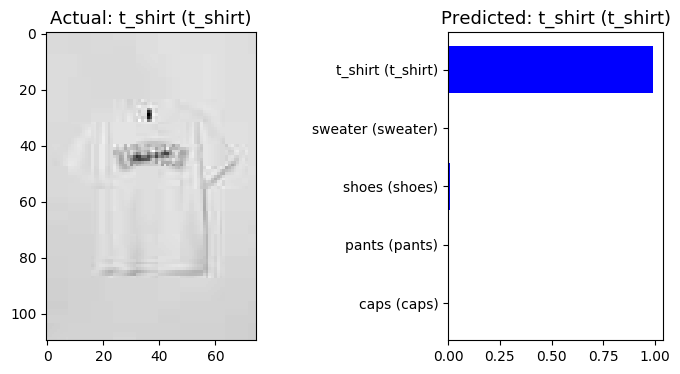 Actual: t_shirt (t_shirt)
0
20
40
60
80
100
0 20 40 60
Predicted: t_shirt (t_shirt)
t_shirt (t_shirt)
sweater (sweater)
shoes (shoes)
pants (pants)
caps (caps)
0.00 0.25 0.50 0.75 1.00